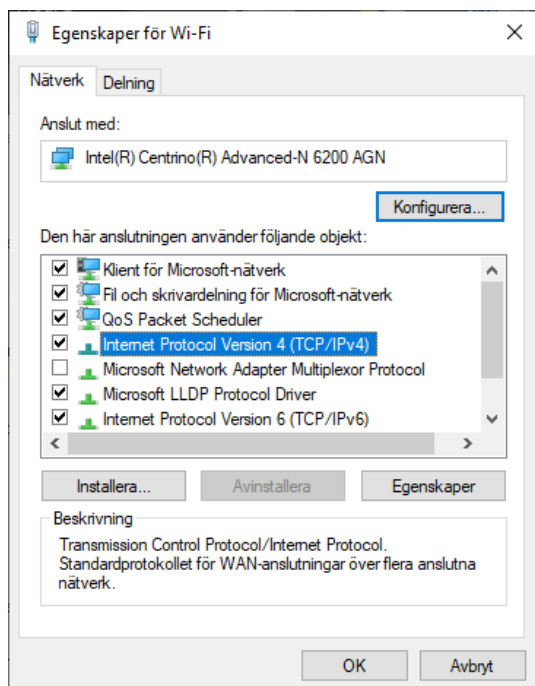 Egenskaper för Wi-Fi
Nätverk Delning
Anslut med:
Intel(R) Centrino(R) Advanced-N 6200 AGN
Konfigurera...
Den här anslutningen använder följande objekt:
Klient för Microsoft-nätverk
Fil och skrivardelning för Microsoft-nätverk
QoS Packet Scheduler
Internet Protocol Version 4 (TCP/IPv4)
Microsoft Network Adapter Multiplexor Protocol
Microsoft LLDP Protocol Driver
Internet Protocol Version 6 (TCP/IPv6)
Installera... Avinstallera Egenskaper
Beskrivning
Transmission Control Protocol/Internet Protocol.
Standardprotokollet för WAN-anslutningar över flera anslutna
nätverk.
OK Avbryt